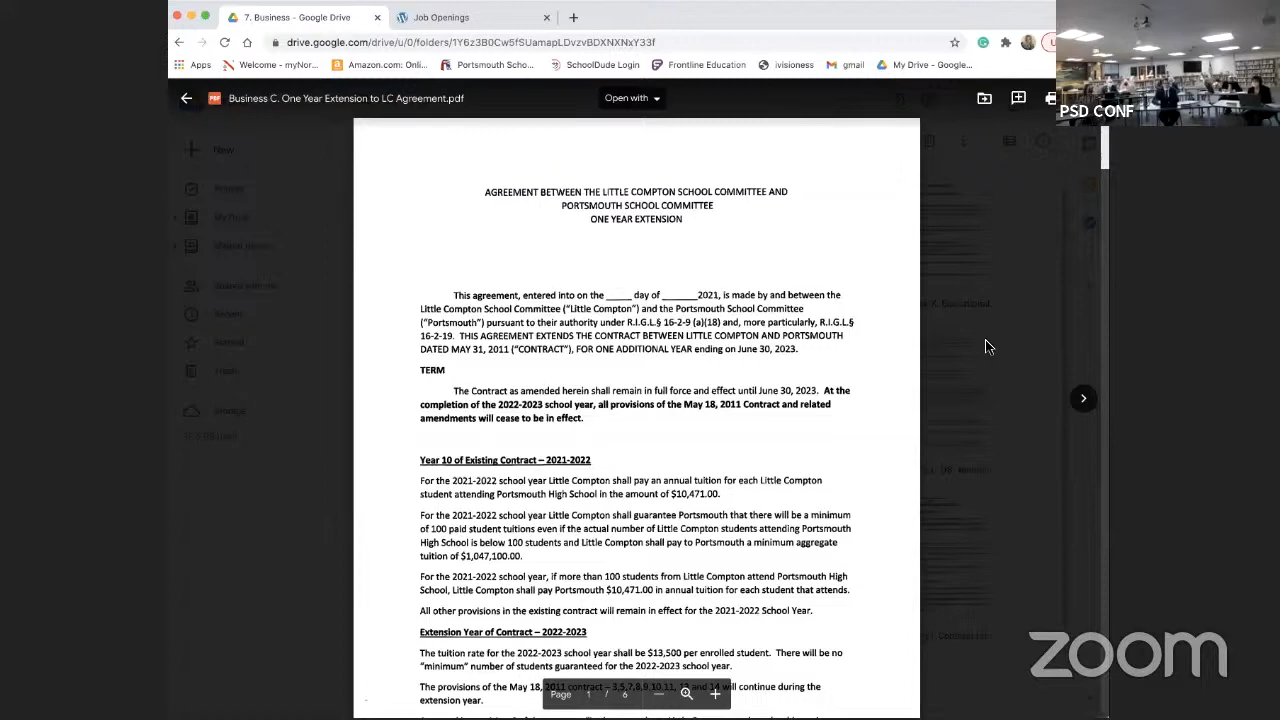 7. Business - Google Drive
Job Openings
drive.google.com/drive/u/0/folders/1Y6z3B0Cw5fSUamapLDvzvBDXNXNxY33f
Apps
Welcome - myNor...
Amazon.com: Onli...
Portsmouth Scho...
SchoolDude Login
Frontline Education
ivisioness
gmail
My Drive - Google...
PSD CONF
Business C. One Year Extension to LC Agreement.pdf
Open with
New
AGREEMENT BETWEEN THE LITTLE COMPTON SCHOOL COMMITTEE AND
PORTSMOUTH SCHOOL COMMITTEE
ONE YEAR EXTENSION
This agreement, entered into on the _____ day of _______2021, is made by and between the
Little Compton School Committee ("Little Compton") and the Portsmouth School Committee
("Portsmouth") pursuant to their authority under R.I.G.L.§ 16-2-9 (a)(18) and, more particularly, R.I.G.L.§
16-2-19. THIS AGREEMENT EXTENDS THE CONTRACT BETWEEN LITTLE COMPTON AND PORTSMOUTH
DATED MAY 31, 2011 ("CONTRACT"), FOR ONE ADDITIONAL YEAR ending on June 30, 2023.
TERM
The Contract as amended herein shall remain in full force and effect until June 30, 2023. At the
completion of the 2022-2023 school year, all provisions of the May 18, 2011 Contract and related
amendments will cease to be in effect.
Year 10 of Existing Contract – 2021-2022
For the 2021-2022 school year Little Compton shall pay an annual tuition for each Little Compton
student attending Portsmouth High School in the amount of $10,471.00.
For the 2021-2022 school year Little Compton shall guarantee Portsmouth that there will be a minimum
of 100 paid student tuitions even if the actual number of Little Compton students attending Portsmouth
High School is below 100 students and Little Compton shall pay to Portsmouth a minimum aggregate
tuition of $1,047,100.00.
For the 2021-2022 school year, if more than 100 students from Little Compton attend Portsmouth High
School, Little Compton shall pay Portsmouth $10,471.00 in annual tuition for each student that attends.
All other provisions in the existing contract will remain in effect for the 2021-2022 School Year.
Extension Year of Contract – 2022-2023
The tuition rate for the 2022-2023 school year shall be $13,500 per enrolled student. There will be no
"minimum" number of students guaranteed for the 2022-2023 school year.
The provisions of the May 18, 2011 contract – 3,5,7,8,9,10,11, 13 and 14 will continue during the
extension year.
Page 1 / 6
zoom